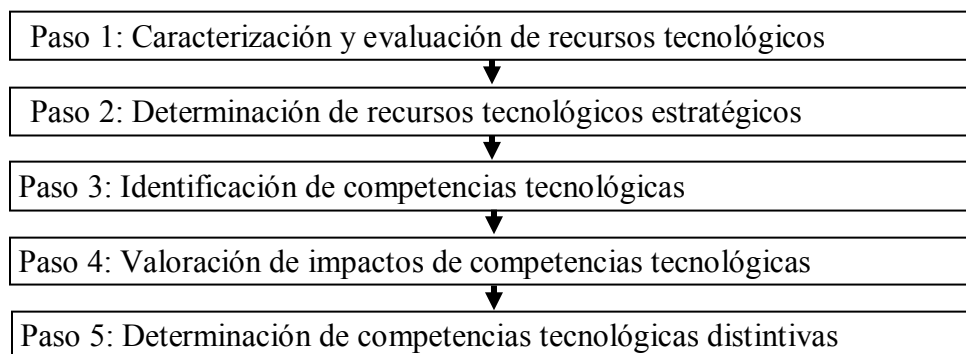 Paso 1: Caracterización y evaluación de recursos tecnológicos
Paso 2: Determinación de recursos tecnológicos estratégicos
Paso 3: Identificación de competencias tecnológicas
Paso 4: Valoración de impactos de competencias tecnológicas
Paso 5: Determinación de competencias tecnológicas distintivas